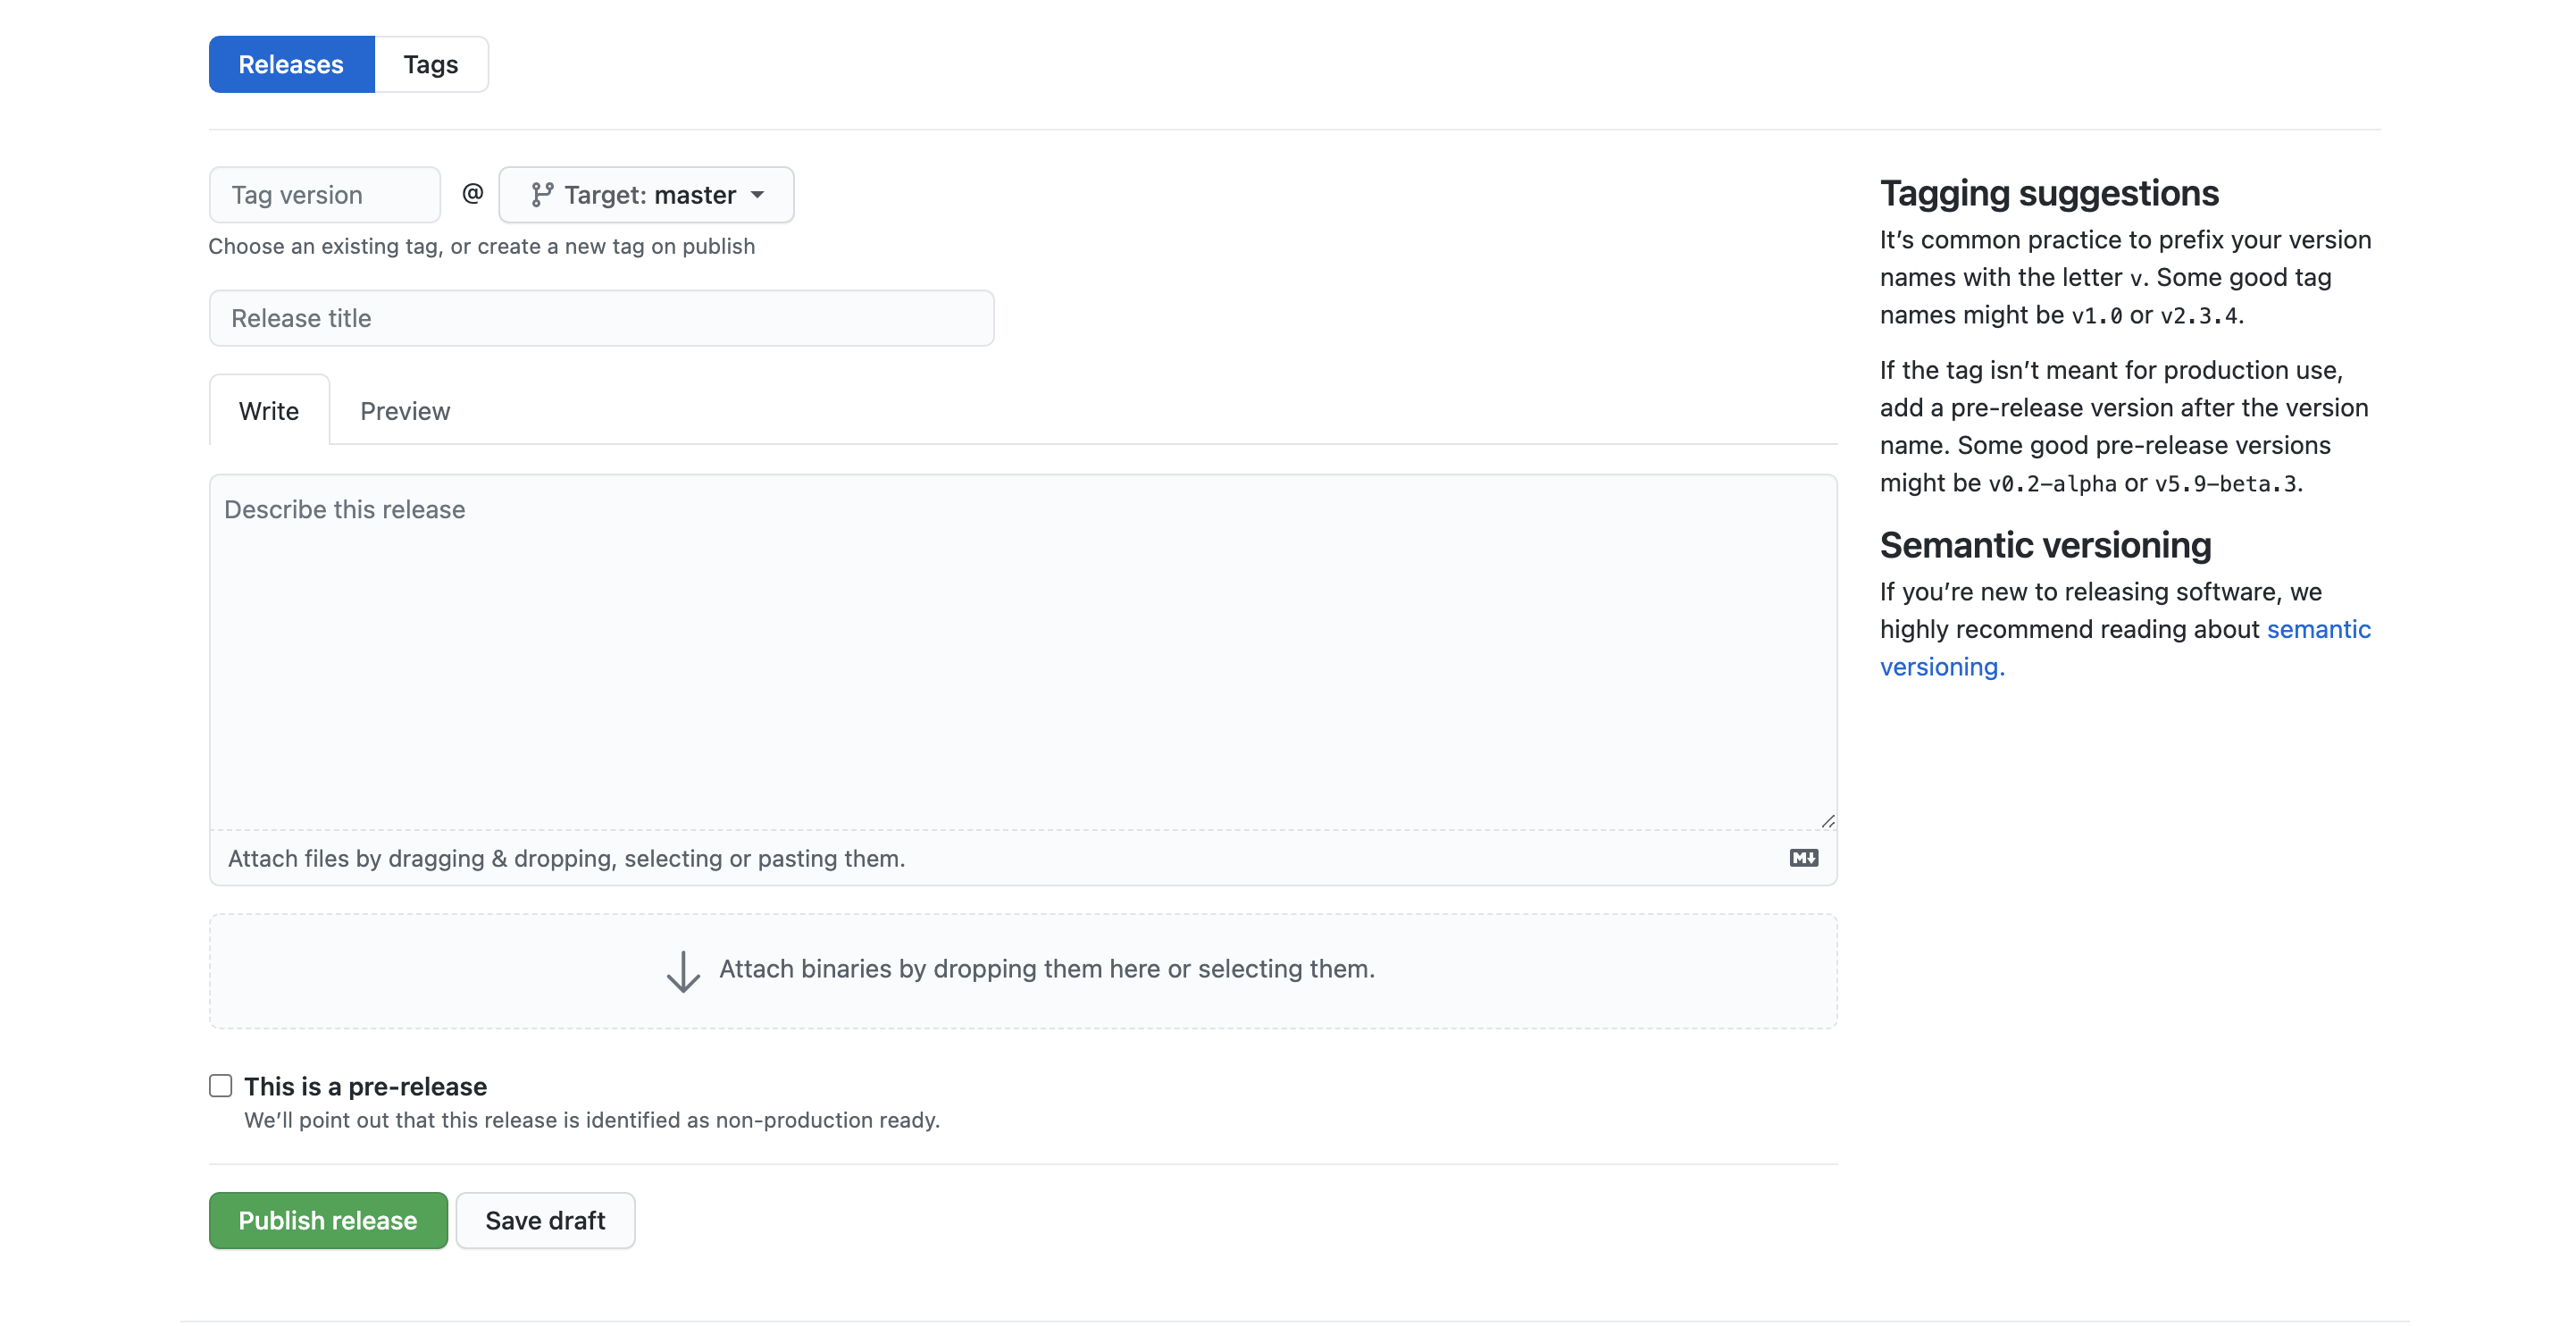 Releases Tags
Tag version @ Target: master
Choose an existing tag, or create a new tag on publish
Release title
Write Preview
Describe this release
Attach files by dragging & dropping, selecting or pasting them.
M↓
Attach binaries by dropping them here or selecting them.
This is a pre-release
We’ll point out that this release is identified as non-production ready.
Publish release Save draft
Tagging suggestions
It’s common practice to prefix your version
names with the letter v. Some good tag
names might be v1.0 or v2.3.4.
If the tag isn’t meant for production use,
add a pre-release version after the version
name. Some good pre-release versions
might be v0.2-alpha or v5.9-beta.3.
Semantic versioning
If you’re new to releasing software, we
highly recommend reading about semantic
versioning.